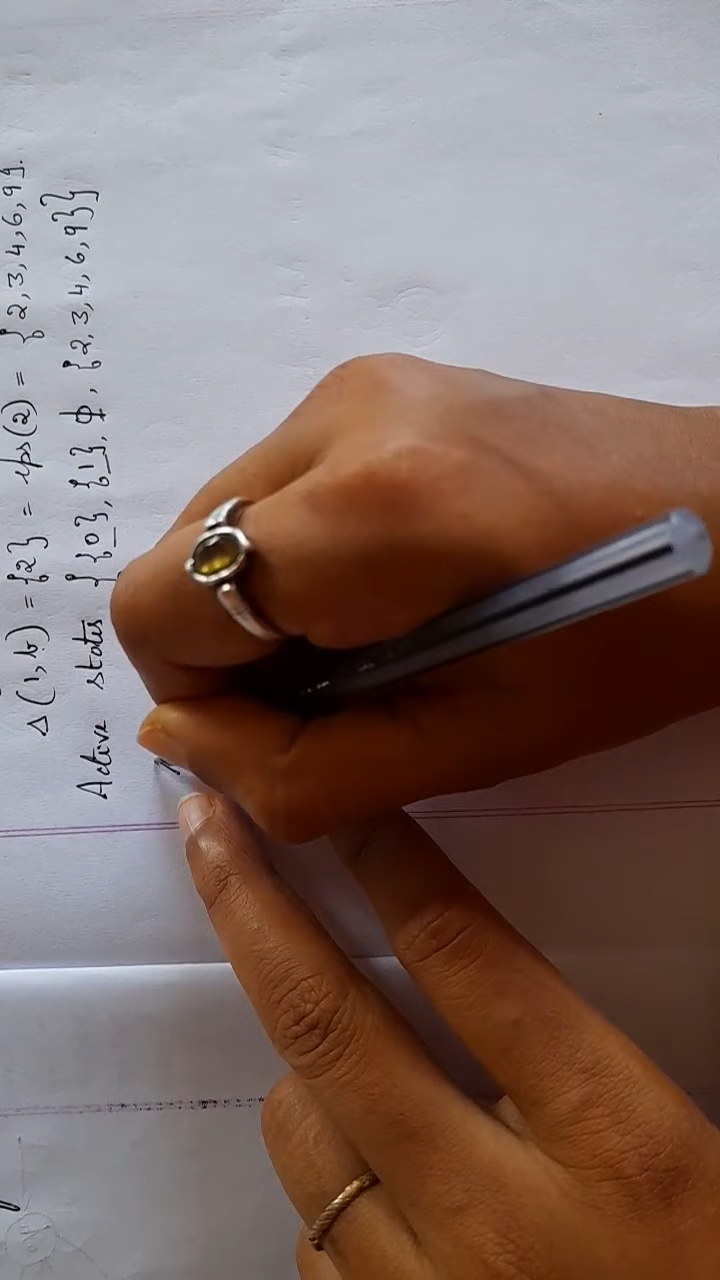 Δ(1,b) = {2} = eps(2) = {2,3,4,6,9}.
Active states {{0}, {1}, ф, {2,3,4,6,9}}